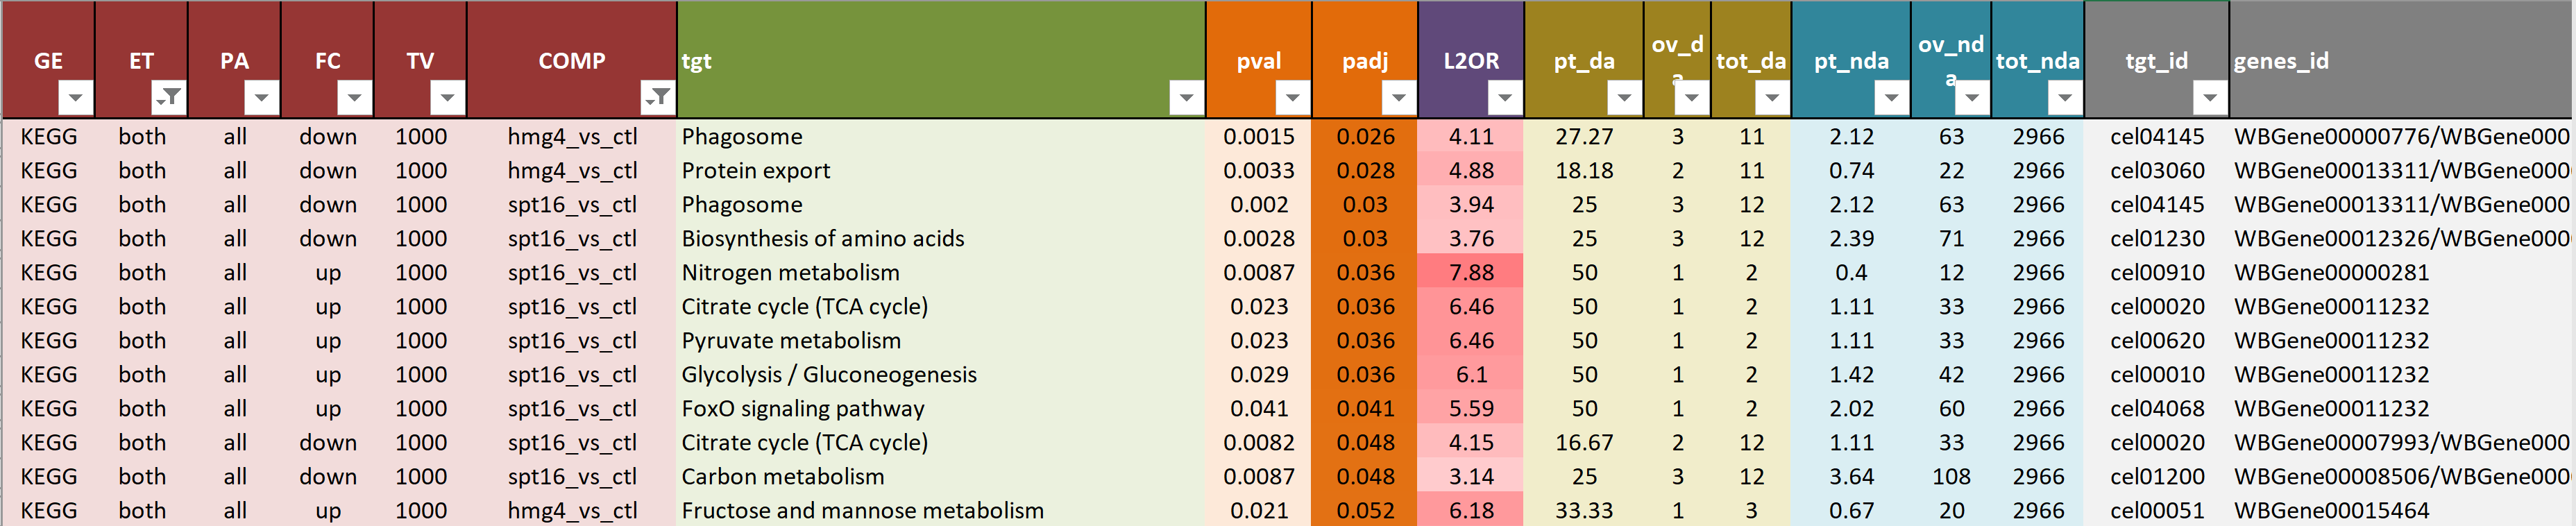 GE ET PA FC TV COMP tgt pval padj L2OR pt_da ov_da tot_da pt_nda ov_nda tot_nda tgt_id genes_id
KEGG both all down 1000 hmg4_vs_ctl Phagosome 0.0015 0.026 4.11 27.27 3 11 2.12 63 2966 cel04145 WBGene00000776/WBGene000
KEGG both all down 1000 hmg4_vs_ctl Protein export 0.0033 0.028 4.88 18.18 2 11 0.74 22 2966 cel03060 WBGene00013311/WBGene000
KEGG both all down 1000 spt16_vs_ctl Phagosome 0.002 0.03 3.94 25 3 12 2.12 63 2966 cel04145 WBGene00013311/WBGene000
KEGG both all down 1000 spt16_vs_ctl Biosynthesis of amino acids 0.0028 0.03 3.76 25 3 12 2.39 71 2966 cel01230 WBGene00012326/WBGene000
KEGG both all up 1000 spt16_vs_ctl Nitrogen metabolism 0.0087 0.036 7.88 50 1 2 0.4 12 2966 cel00910 WBGene00000281
KEGG both all up 1000 spt16_vs_ctl Citrate cycle (TCA cycle) 0.023 0.036 6.46 50 1 2 1.11 33 2966 cel00020 WBGene00011232
KEGG both all up 1000 spt16_vs_ctl Pyruvate metabolism 0.023 0.036 6.46 50 1 2 1.11 33 2966 cel00620 WBGene00011232
KEGG both all up 1000 spt16_vs_ctl Glycolysis / Gluconeogenesis 0.029 0.036 6.1 50 1 2 1.42 42 2966 cel00010 WBGene00011232
KEGG both all up 1000 spt16_vs_ctl FoxO signaling pathway 0.041 0.041 5.59 50 1 2 2.02 60 2966 cel04068 WBGene00011232
KEGG both all down 1000 spt16_vs_ctl Citrate cycle (TCA cycle) 0.0082 0.048 4.15 16.67 2 12 1.11 33 2966 cel00020 WBGene00007993/WBGene000
KEGG both all down 1000 spt16_vs_ctl Carbon metabolism 0.0087 0.048 3.14 25 3 12 3.64 108 2966 cel01200 WBGene00008506/WBGene000
KEGG both all up 1000 hmg4_vs_ctl Fructose and mannose metabolism 0.021 0.052 6.18 33.33 1 3 0.67 20 2966 cel00051 WBGene00015464